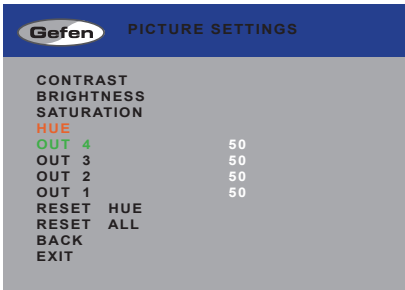 Gefen PICTURE SETTINGS
CONTRAST
BRIGHTNESS
SATURATION
HUE
OUT 4 50
OUT 3 50
OUT 2 50
OUT 1 50
RESET HUE
RESET ALL
BACK
EXIT